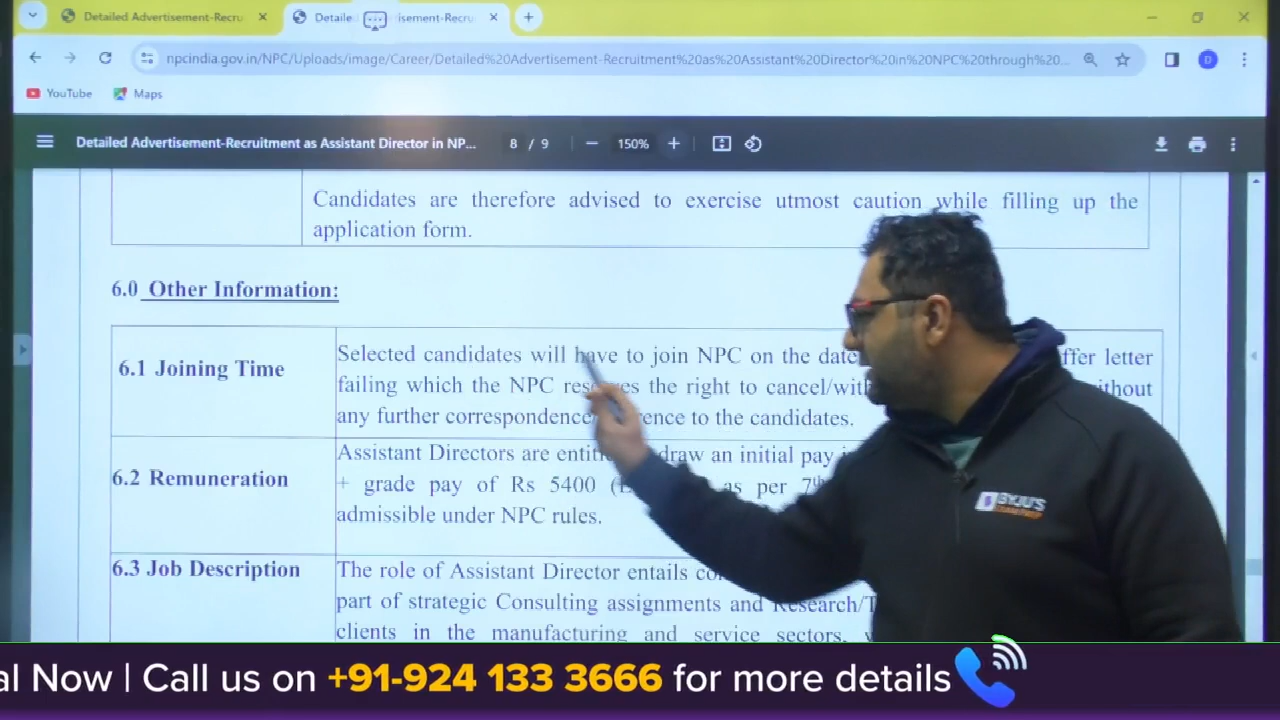 Detailed Advertisement-Recru
Detaile
isement-Recru
npcindia.gov.in/NPC/Uploads/image/Career/Detailed%20Advertisement-Recruitment%20as%20Assistant%20Director%20in%20NPC%20through%20...
D
YouTube
Maps
Detailed Advertisement-Recruitment as Assistant Director in NP...
8 / 9
150%
Candidates are therefore advised to exercise utmost caution while filling up the
application form.
6.0 Other Information:
6.1 Joining Time
Selected candidates will have to join NPC on the date ffer letter
failing which the NPC reserves the right to cancel/with ithout
any further correspondence to the candidates.
6.2 Remuneration
Assistant Directors are draw an initial pay
+ grade pay of Rs 5400 as per 7th
admissible under NPC rules.
6.3 Job Description
The role of Assistant Director entails
part of strategic Consulting assignments and Research/T
clients in the manufacturing and service sectors,
BYJU'S
EXAM PREP
al Now | Call us on +91-924 133 3666 for more details